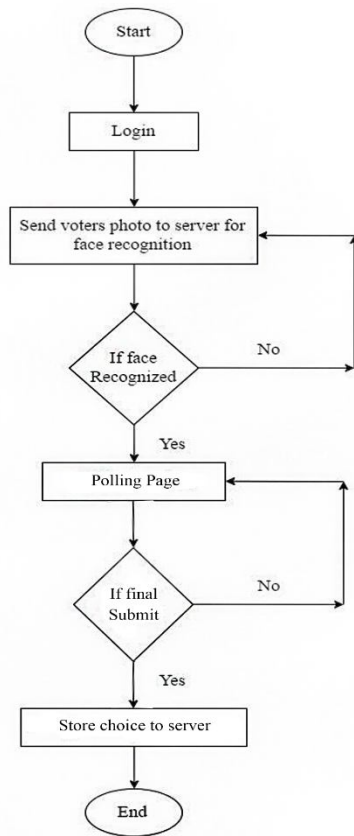 Start
Login
Send voters photo to server for
face recognition
If face
Recognized
No
Yes
Polling Page
If final
Submit
No
Yes
Store choice to server
End